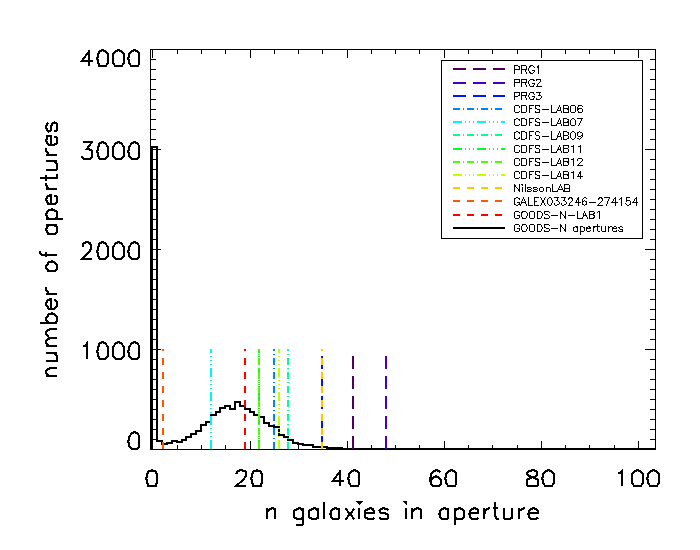 4000
3000
2000
1000
0
number of apertures
PRG1
PRG2
PRG3
CDFS-LAB06
CDFS-LAB07
CDFS-LAB09
CDFS-LAB11
CDFS-LAB12
CDFS-LAB14
NilssonLAB
GALEX033246-274154
GOODS-N-LAB1
GOODS-N apertures
0 20 40 60 80 100
n galaxies in aperture